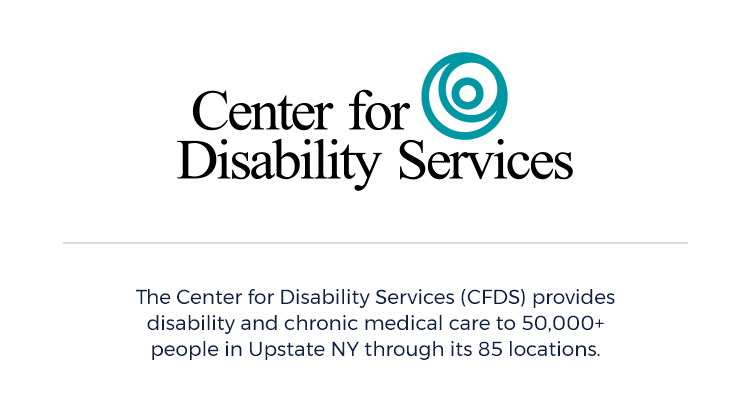 Center for
Disability Services
The Center for Disability Services (CFDS) provides
disability and chronic medical care to 50,000+
people in Upstate NY through its 85 locations.